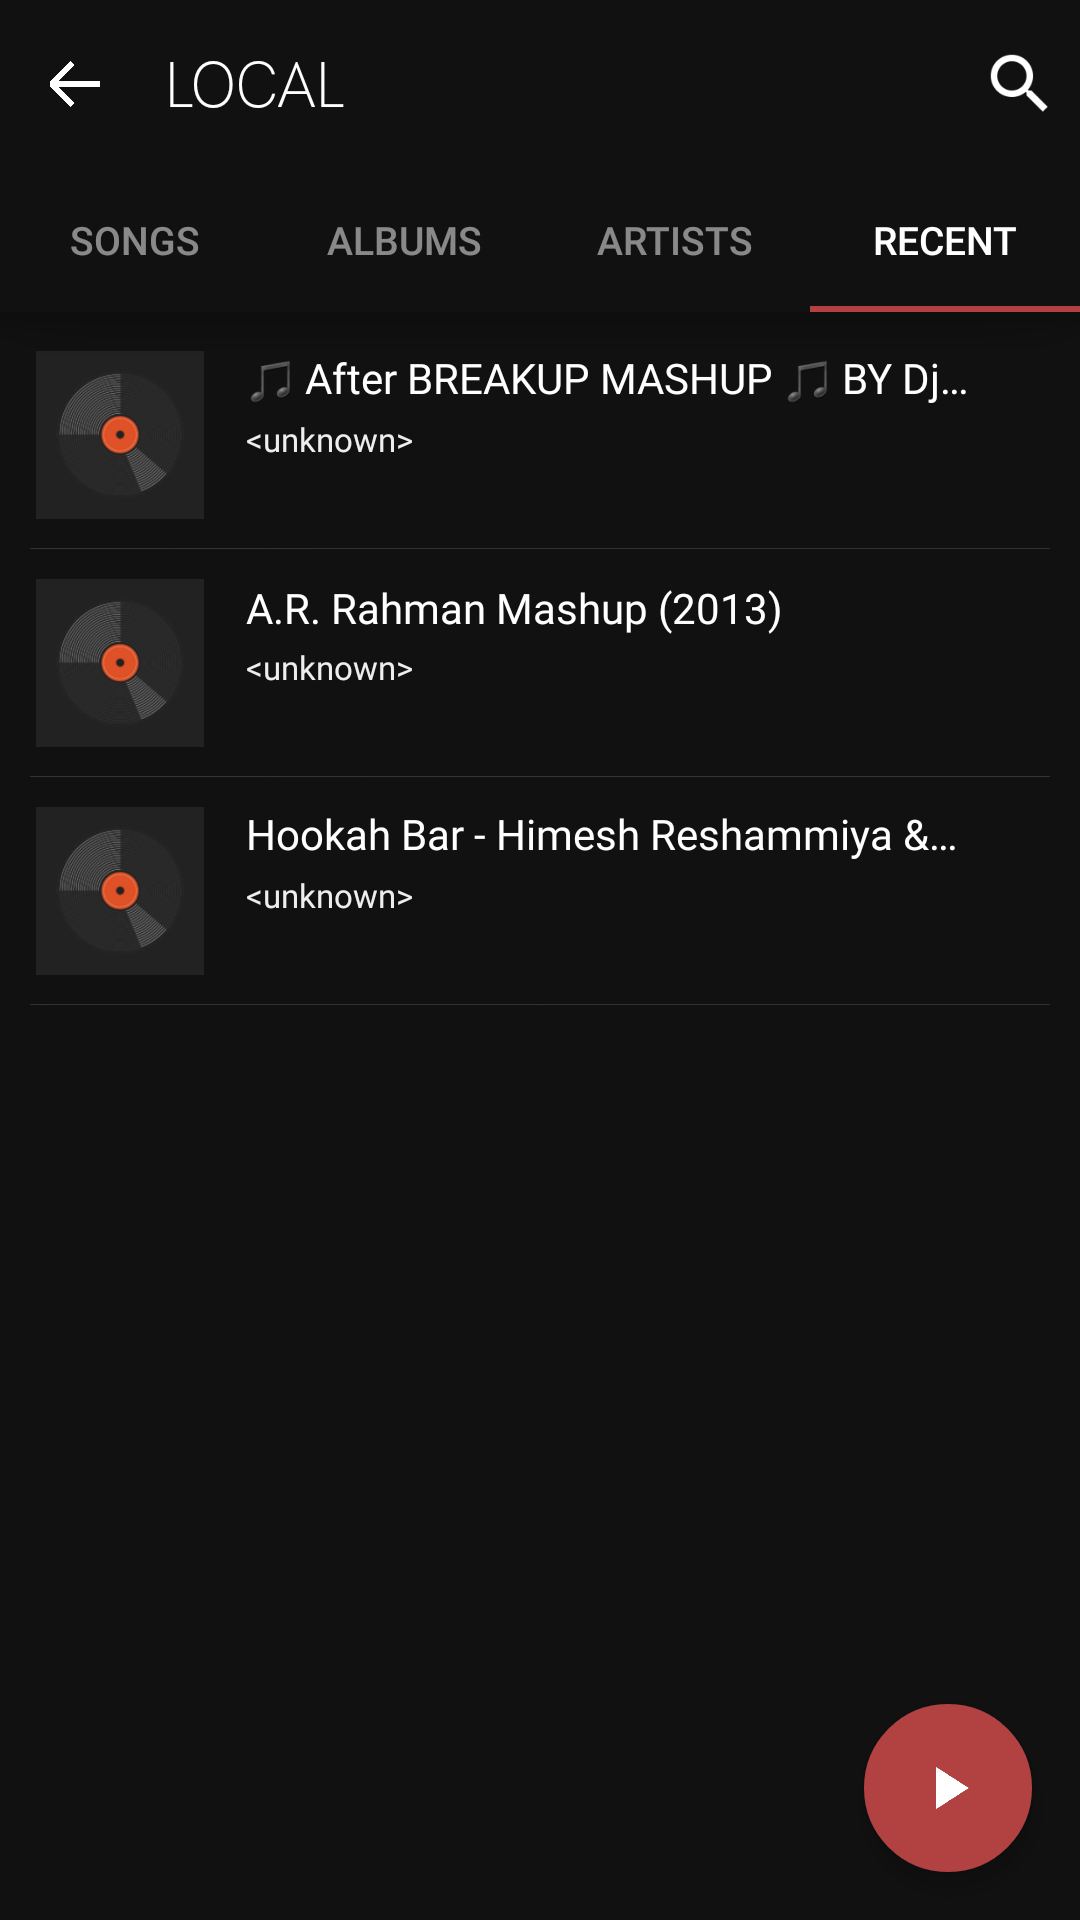 LOCAL
SONGS ALBUMS ARTISTS RECENT
🎵 After BREAKUP MASHUP 🎵 BY Dj...
<unknown>
A.R. Rahman Mashup (2013)
<unknown>
Hookah Bar - Himesh Reshammiya &...
<unknown>